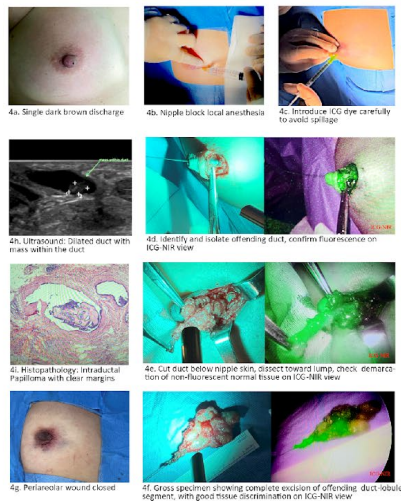 4a. Single dark brown discharge
4b. Nipple block local anesthesia
4c. Introduce ICG dye carefully
to avoid spillage
4h. Ultrasound: Dilated duct with
mass within the duct
4d. Identify and isolate offending duct, confirm fluorescence on
ICG-NIR view
4i. Histopathology: Intraductal
Papilloma with clear margins
4e. Cut duct below nipple skin, dissect toward lump, check demarca-
tion of non-fluorescent normal tissue on ICG-NIR view
4g. Periareolar wound closed
4f. Gross specimen showing complete excision of offending duct-lobule
segment, with good tissue discrimination on ICG-NIR view